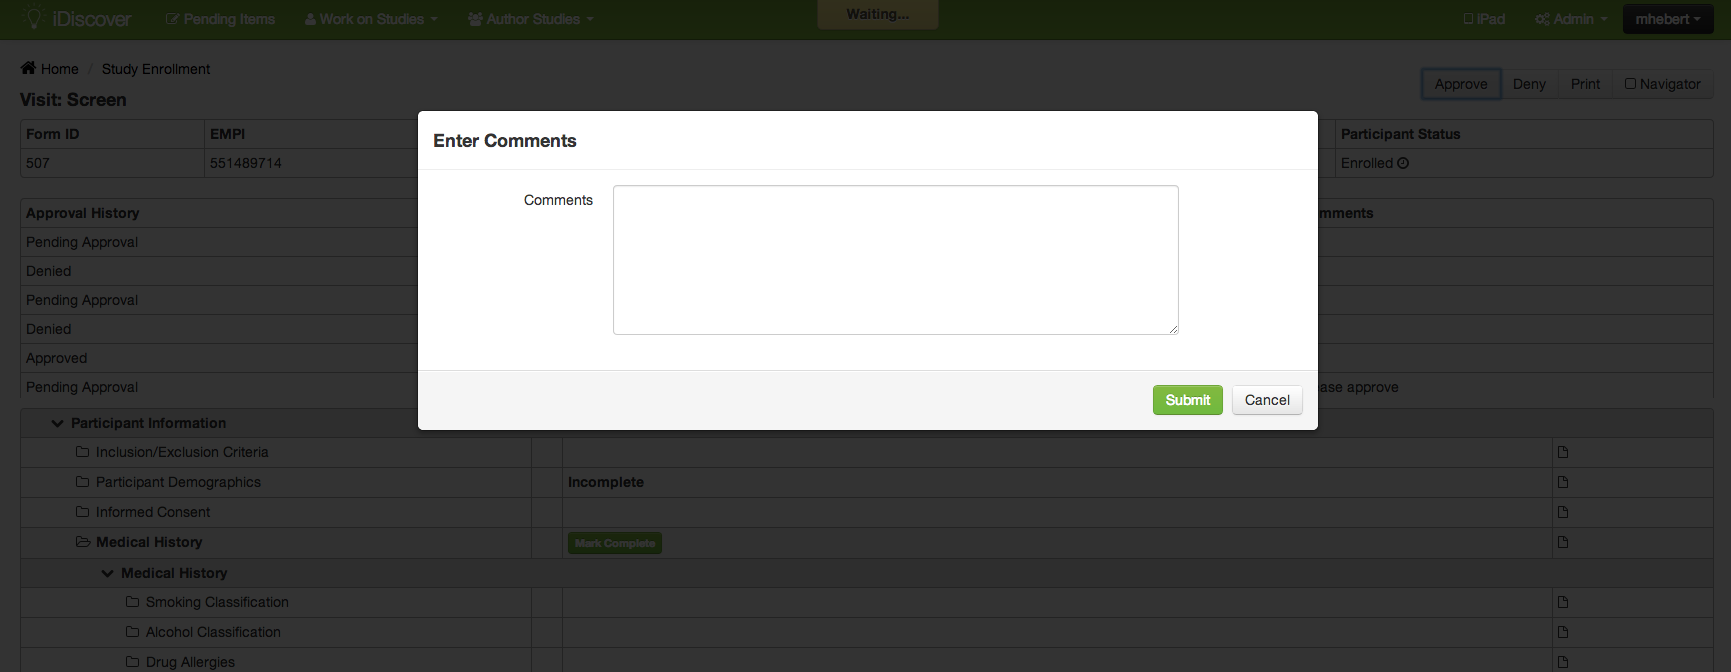 iDiscover Pending Items Work on Studies Author Studies Waiting... iPad Admin mhebert
Home / Study Enrollment
Visit: Screen
Approve Deny Print Navigator
Enter Comments
Comments
Submit Cancel
Form ID EMPI Participant Status
507 551489714 Enrolled
Approval History
Pending Approval
Denied
Pending Approval
Denied
Approved
Pending Approval
Participant Information
Inclusion/Exclusion Criteria
Participant Demographics Incomplete
Informed Consent
Medical History Mark Complete
Medical History
Smoking Classification
Alcohol Classification
Drug Allergies